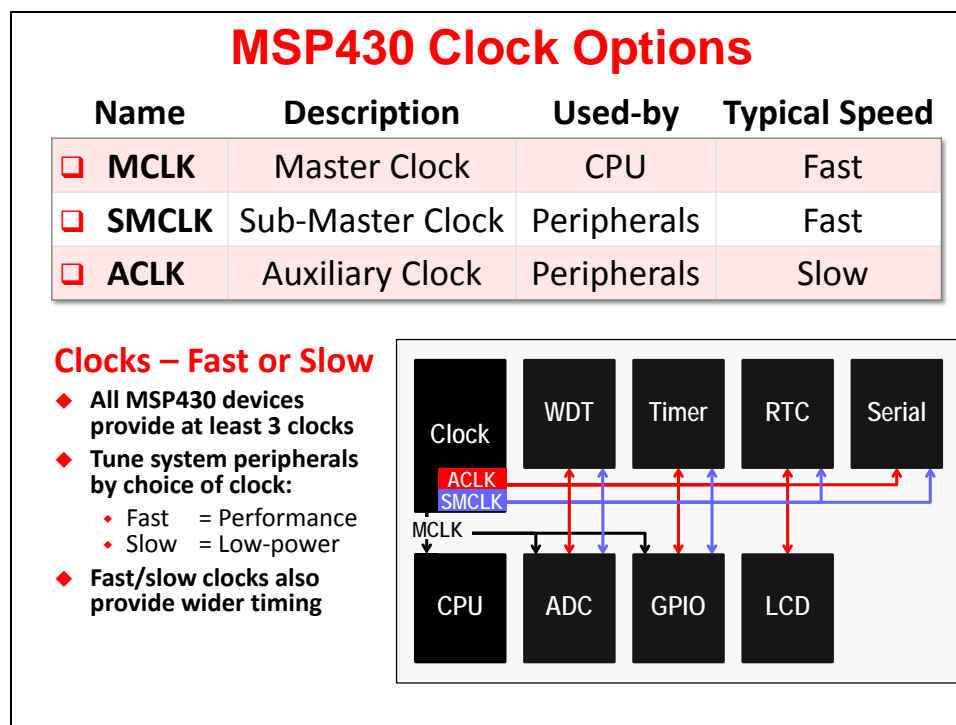 MSP430 Clock Options
Name Description Used-by Typical Speed
MCLK Master Clock CPU Fast
SMCLK Sub-Master Clock Peripherals Fast
ACLK Auxiliary Clock Peripherals Slow
Clocks – Fast or Slow
All MSP430 devices
provide at least 3 clocks
Tune system peripherals
by choice of clock:
Fast = Performance
Slow = Low-power
Fast/slow clocks also
provide wider timing
Clock
WDT Timer RTC Serial
ACLK
SMCLK
MCLK
CPU ADC GPIO LCD